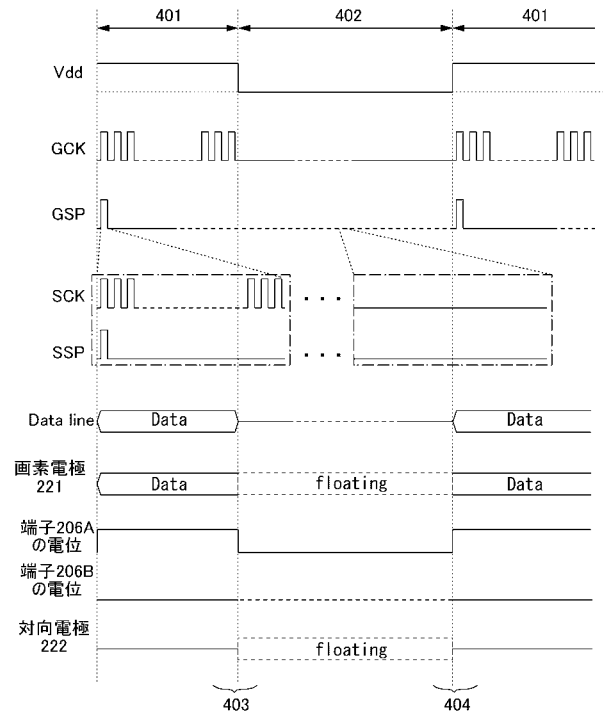 401 402 401
Vdd
GCK
GSP
SCK
SSP
Data line Data Data
画素電極
221 Data floating Data
端子206A
の電位
端子206B
の電位
対向電極
222 floating
403 404